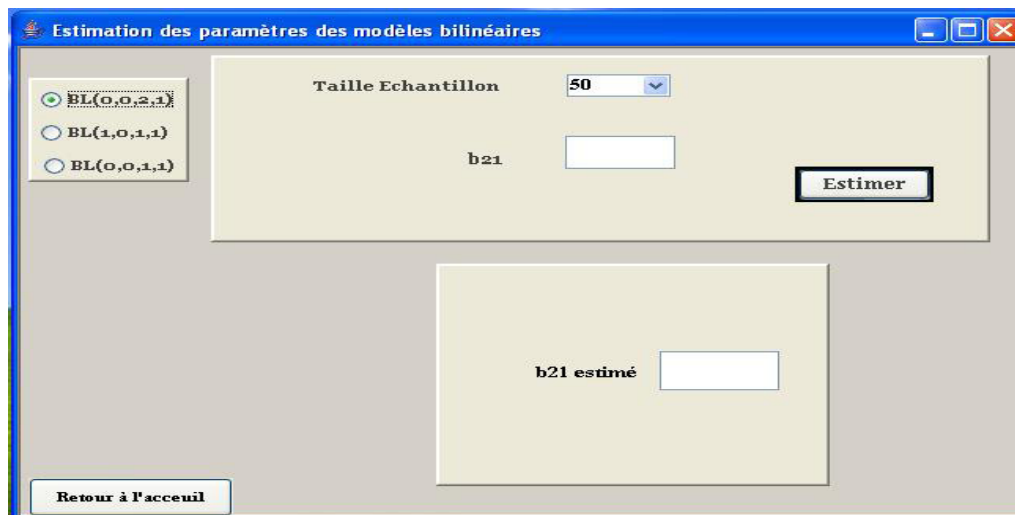 Estimation des paramètres des modèles bilinéaires
BL(0,0,2,1)
BL(1,0,1,1)
BL(0,0,1,1)
Taille Echantillon 50
b21
Estimer
b21 estimé
Retour à l'acceuil